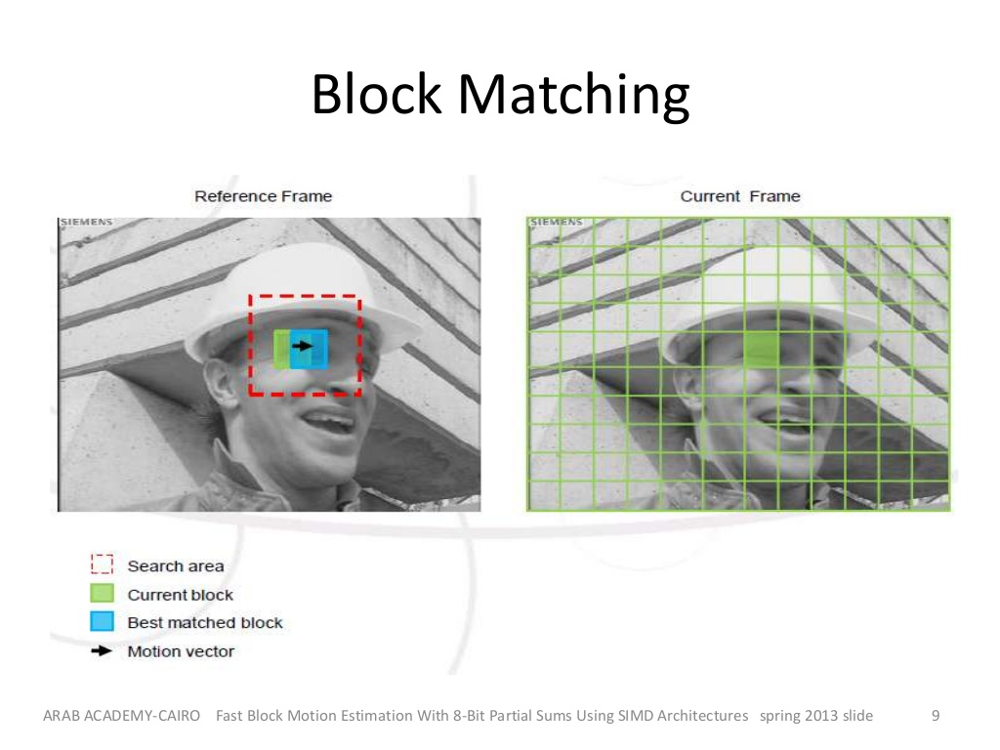 Block Matching
Reference Frame
Current Frame
SIEMENS
SIEMENS
Search area
Current block
Best matched block
Motion vector
ARAB ACADEMY-CAIRO Fast Block Motion Estimation With 8-Bit Partial Sums Using SIMD Architectures spring 2013 slide 9